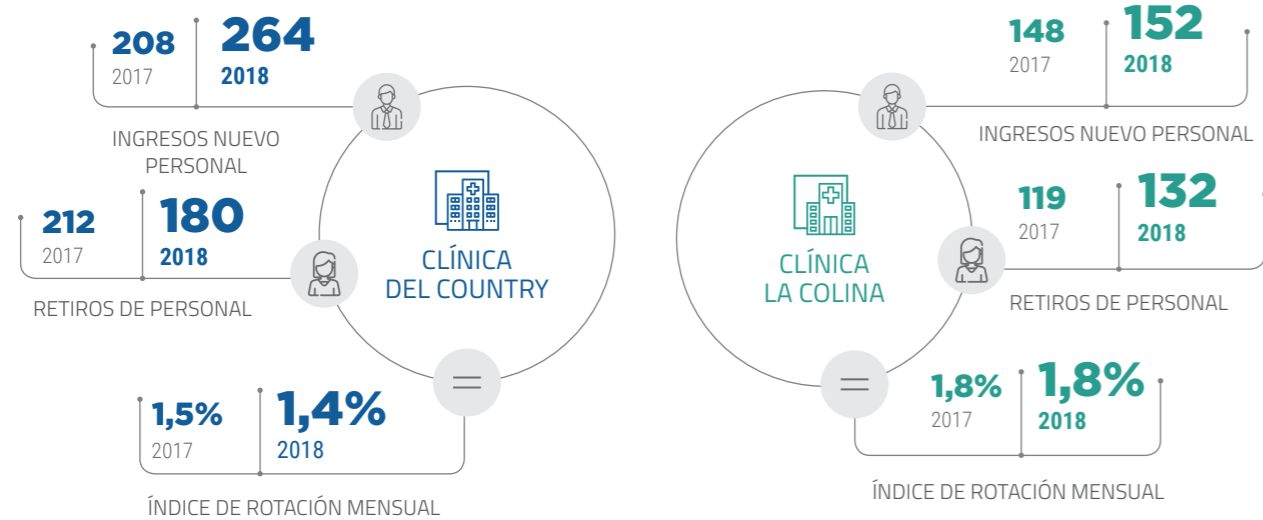 208
2017
264
2018
INGRESOS NUEVO
PERSONAL
212
2017
180
2018
RETIROS DE PERSONAL
CLÍNICA
DEL COUNTRY
1,5%
2017
1,4%
2018
ÍNDICE DE ROTACIÓN MENSUAL
148
2017
152
2018
INGRESOS NUEVO PERSONAL
119
2017
132
2018
RETIROS DE PERSONAL
CLÍNICA
LA COLINA
1,8%
2017
1,8%
2018
ÍNDICE DE ROTACIÓN MENSUAL